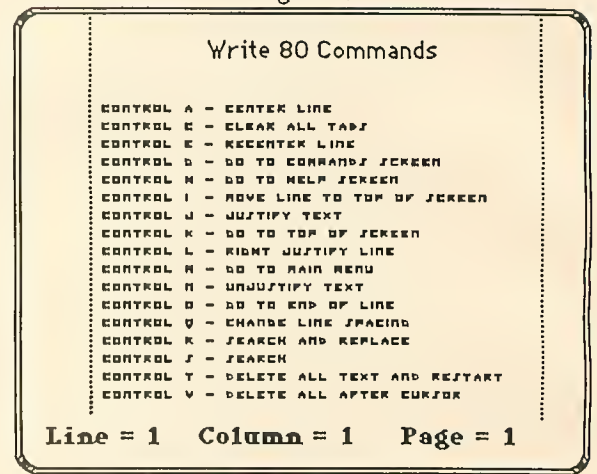 Write 80 Commands
CONTROL A - CENTER LINE
CONTROL C - CLEAR ALL TABS
CONTROL E - RECENTER LINE
CONTROL G - GO TO COMMANDS SCREEN
CONTROL H - GO TO HELP SCREEN
CONTROL I - MOVE LINE TO TOP OF SCREEN
CONTROL J - JUSTIFY TEXT
CONTROL K - GO TO TOP OF SCREEN
CONTROL L - RIGHT JUSTIFY LINE
CONTROL M - GO TO MAIN MENU
CONTROL N - UNJUSTIFY TEXT
CONTROL O - GO TO END OF LINE
CONTROL Q - CHANGE LINE SPACING
CONTROL R - SEARCH AND REPLACE
CONTROL S - SEARCH
CONTROL T - DELETE ALL TEXT AND RESTART
CONTROL V - DELETE ALL AFTER CURSOR
Line = 1 Column = 1 Page = 1